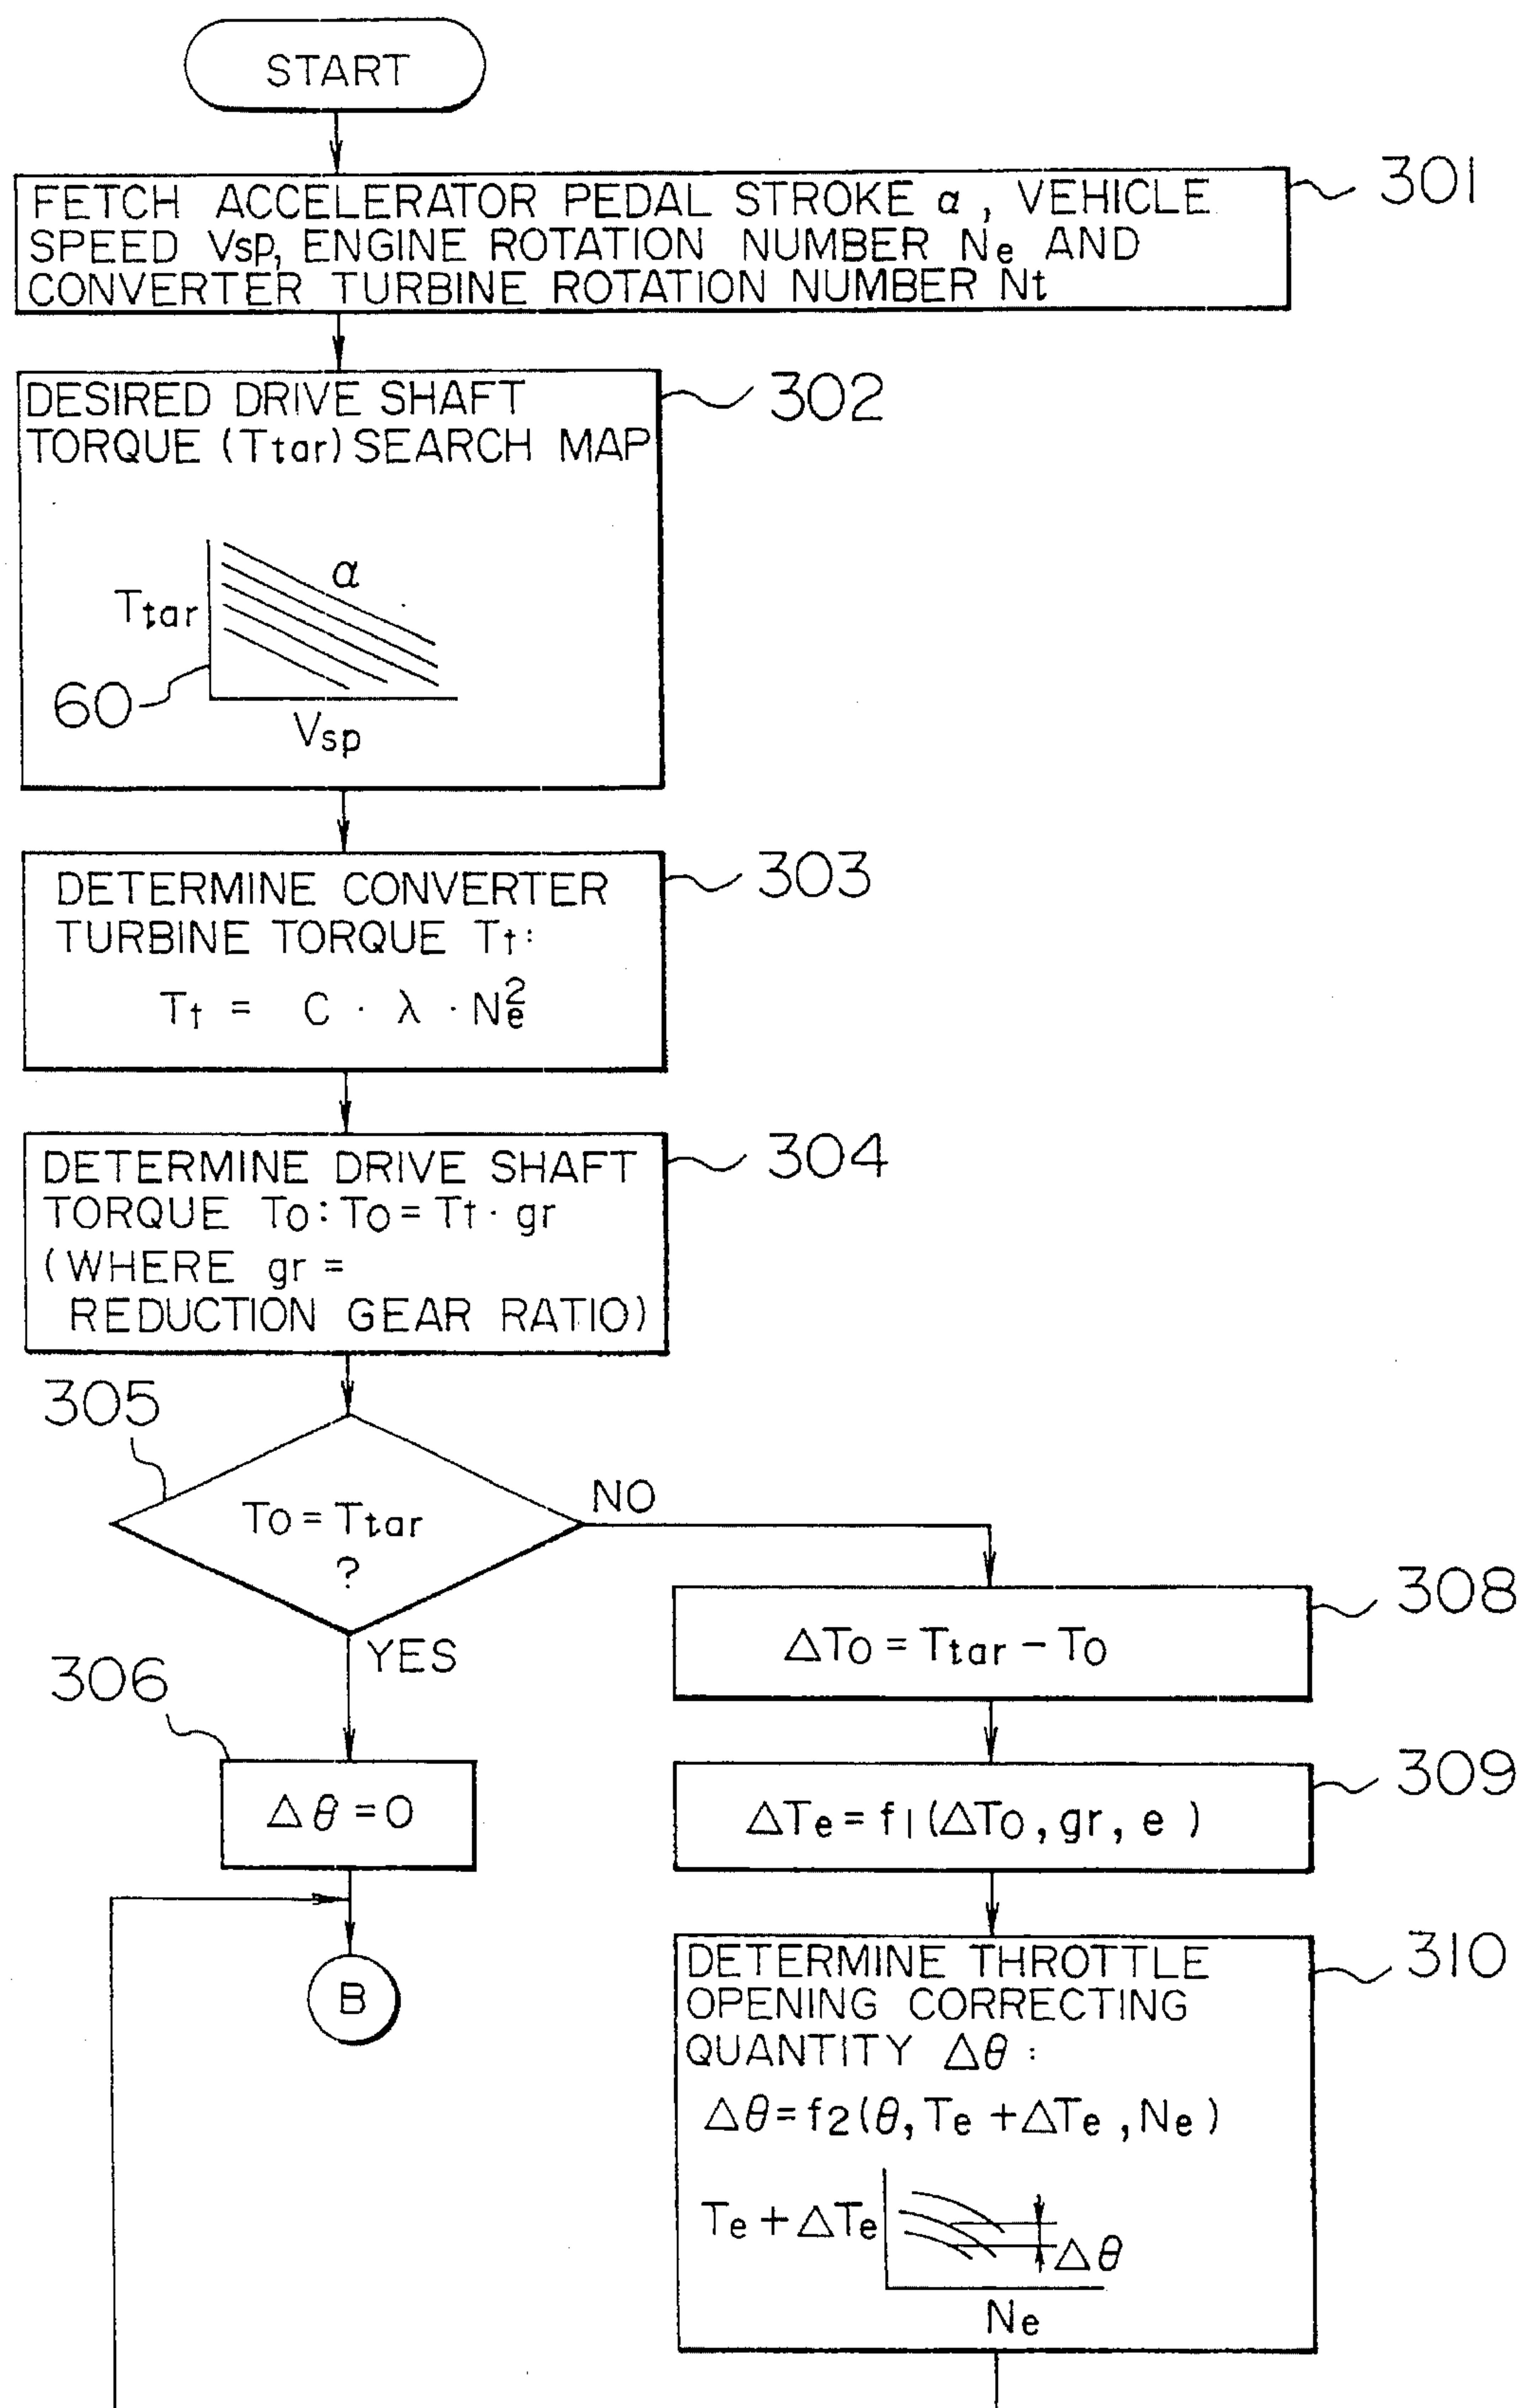 START
FETCH ACCELERATOR PEDAL STROKE α, VEHICLE
SPEED Vsp, ENGINE ROTATION NUMBER Ne AND
CONVERTER TURBINE ROTATION NUMBER Nt
301
DESIRED DRIVE SHAFT
TORQUE (Ttar) SEARCH MAP
302
α
Ttar
60
Vsp
DETERMINE CONVERTER
TURBINE TORQUE Tt:
Tt = C · λ · Ne²
303
DETERMINE DRIVE SHAFT
TORQUE To: To = Tt · gr
(WHERE gr =
REDUCTION GEAR RATIO)
304
305
To = Ttar
?
NO
YES
308
ΔTo = Ttar − To
306
Δθ = 0
309
ΔTe = f1 (ΔTo, gr, e )
B
310
DETERMINE THROTTLE
OPENING CORRECTING
QUANTITY Δθ :
Δθ = f2 (θ, Te + ΔTe , Ne )
Te + ΔTe
Δθ
Ne